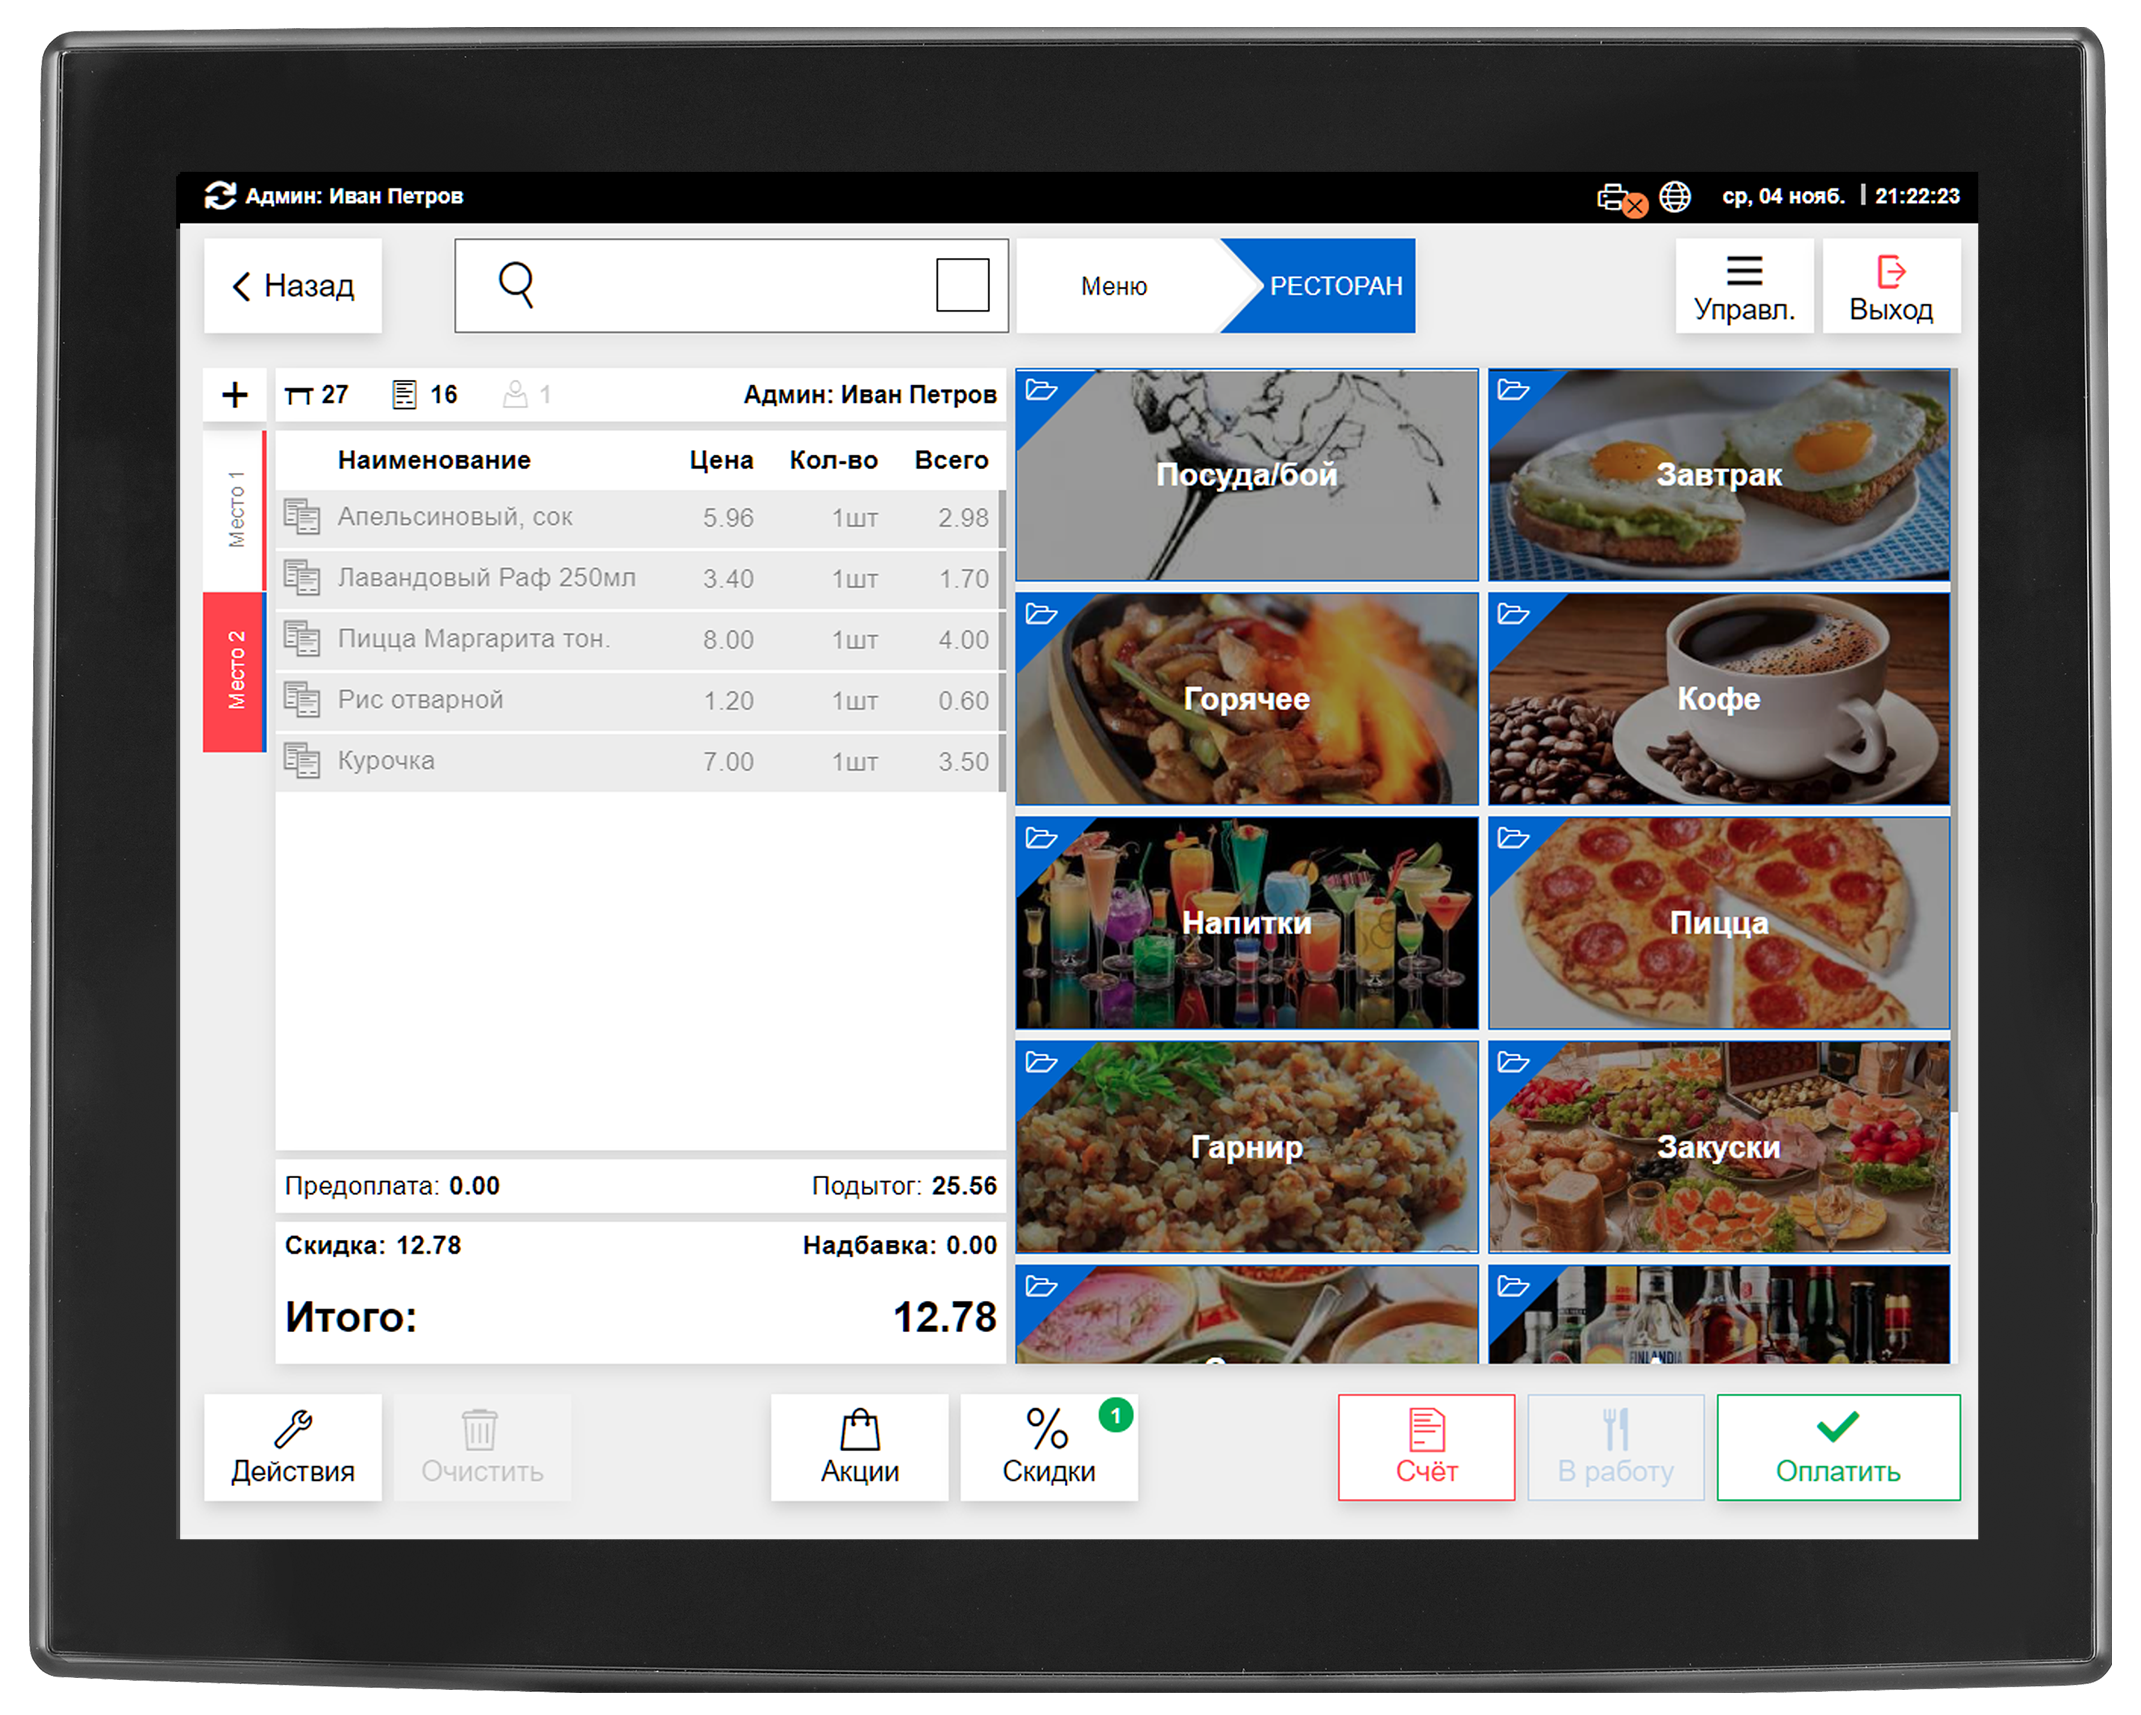 Админ: Иван Петров
ср, 04 нояб. | 21:22:23
Назад
Меню
РЕСТОРАН
Управл.
Выход
27 16 1 Админ: Иван Петров
Место 1
Место 2
Наименование Цена Кол-во Всего
Апельсиновый, сок 5.96 1шт 2.98
Лавандовый Раф 250мл 3.40 1шт 1.70
Пицца Маргарита тон. 8.00 1шт 4.00
Рис отварной 1.20 1шт 0.60
Курочка 7.00 1шт 3.50
Предоплата: 0.00 Подытог: 25.56
Скидка: 12.78 Надбавка: 0.00
Итого: 12.78
Посуда/бой
Завтрак
Горячее
Кофе
Напитки
Пицца
Гарнир
Закуски
FINLANDIA
Действия
Очистить
Акции
Скидки
1
Счёт
В работу
Оплатить